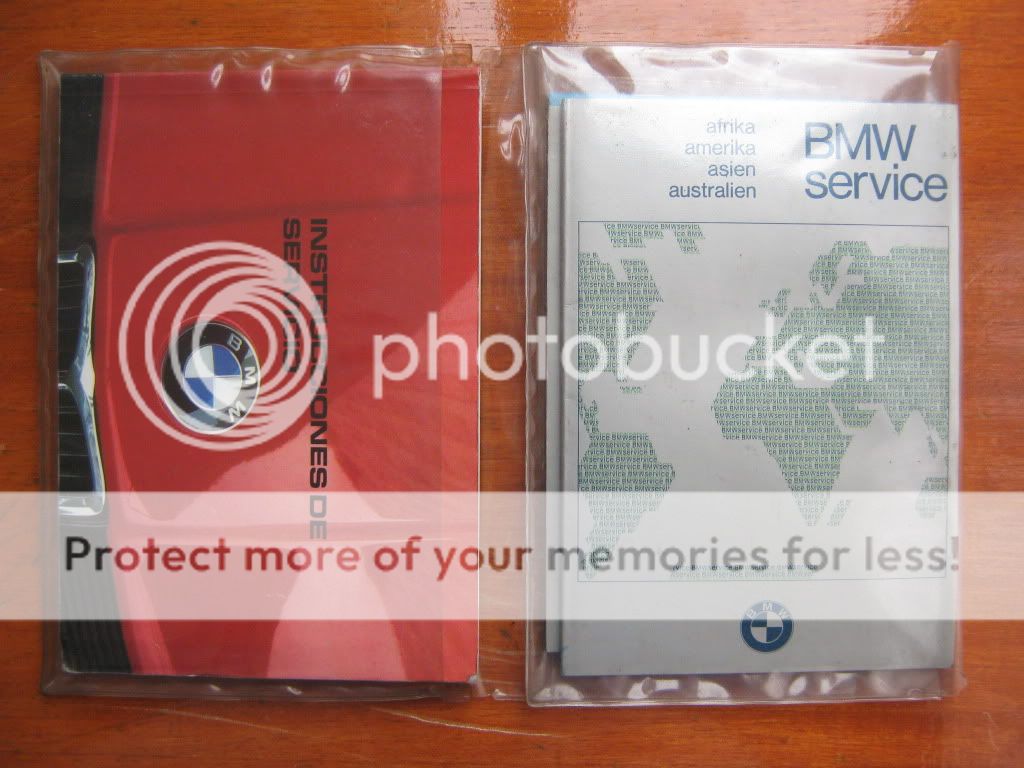 INSTRUCCIONES DE
SERVICIO
BMW
afrika
amerika
asien
australien
BMW
service
BMW
photobucket
Protect more of your memories for less!